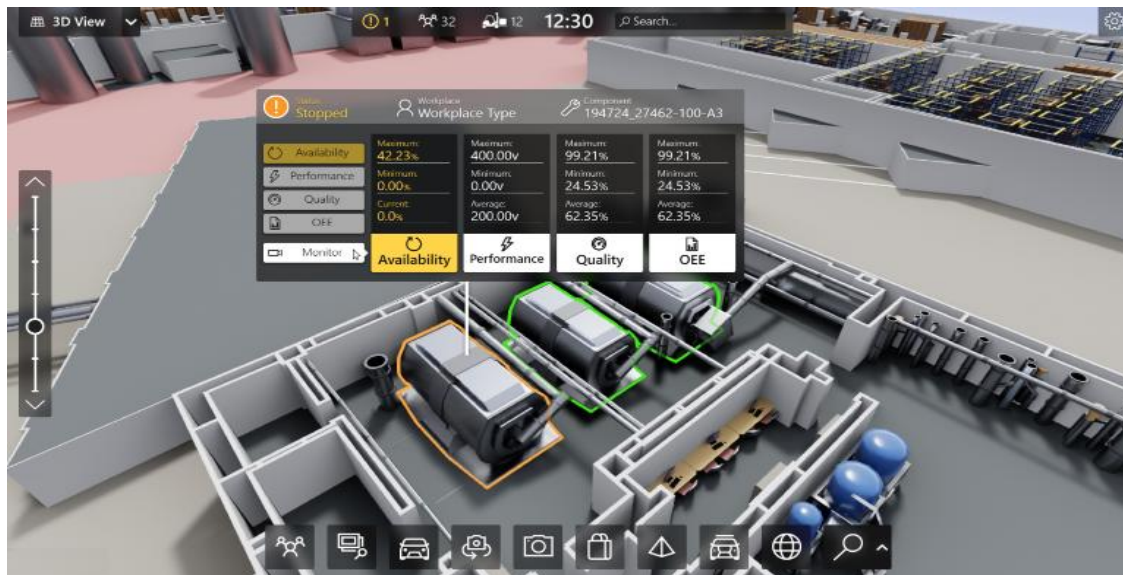 3D View
1
32
12
12:30
Search...
Status
Stopped
Workplace
Workplace Type
Component
194724_27462-100-A3
Availability
Performance
Quality
OEE
Monitor
Maximum:
42.23%
Minimum:
0.00%
Current:
0.0%
Availability
Maximum:
400.00v
Minimum:
0.00v
Average:
200.00v
Performance
Maximum:
99.21%
Minimum:
24.53%
Average:
62.35%
Quality
Maximum:
99.21%
Minimum:
24.53%
Average:
62.35%
OEE